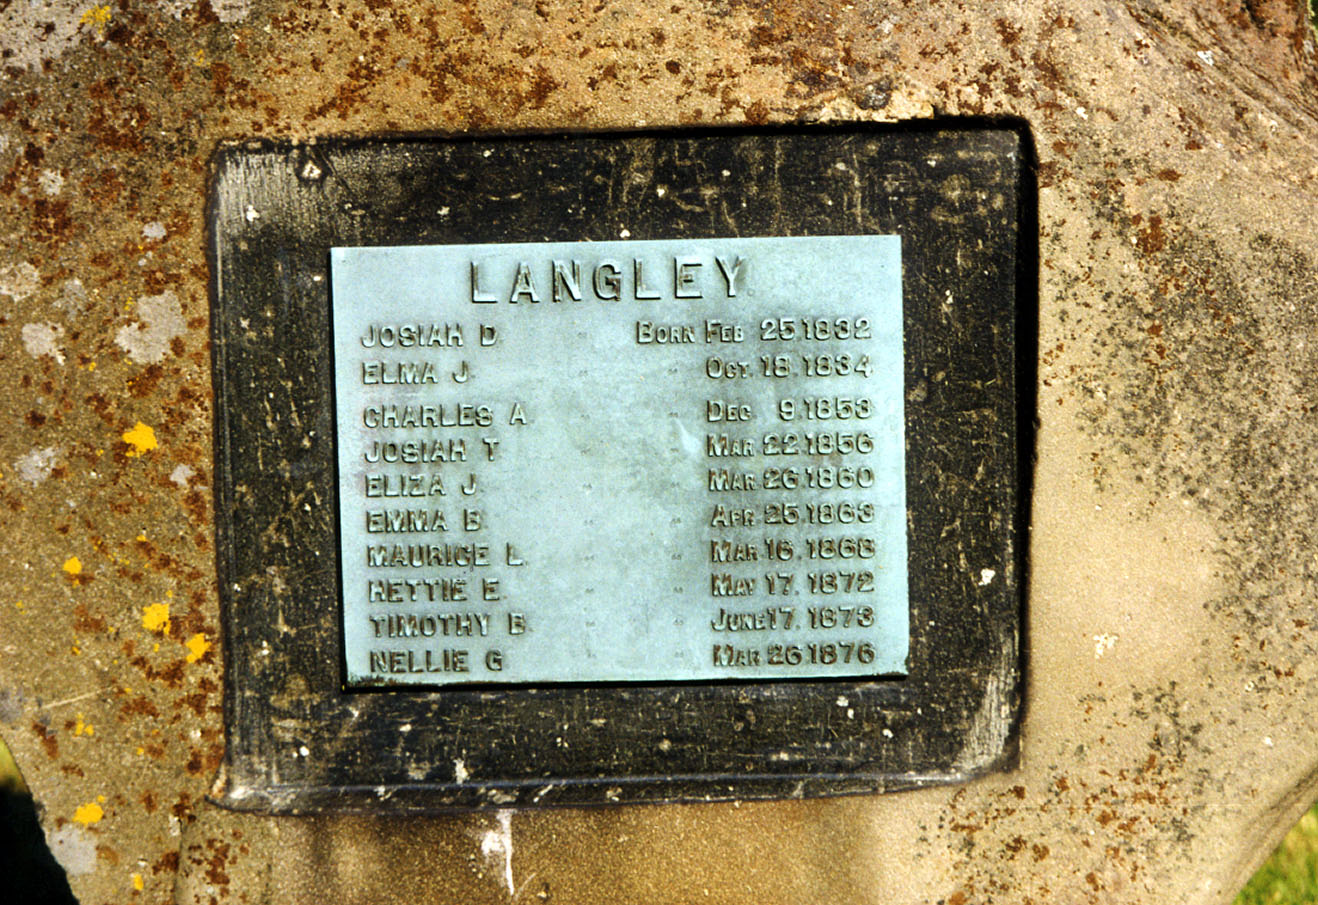 LANGLEY
JOSIAH D. " BORN FEB 25, 1832
ELMA J. " " OCT. 18, 1834
CHARLES A. " " DEC 9, 1853
JOSIAH T " " MAR 22, 1856
ELIZA J. " " MAR 26, 1860
EMMA B. " " APR 25, 1863
MAURICE L. " " MAR 16, 1868
HETTIE E. " " MAY 17, 1872
TIMOTHY B. " " JUNE 17, 1873
NELLIE G " " MAR 26, 1876